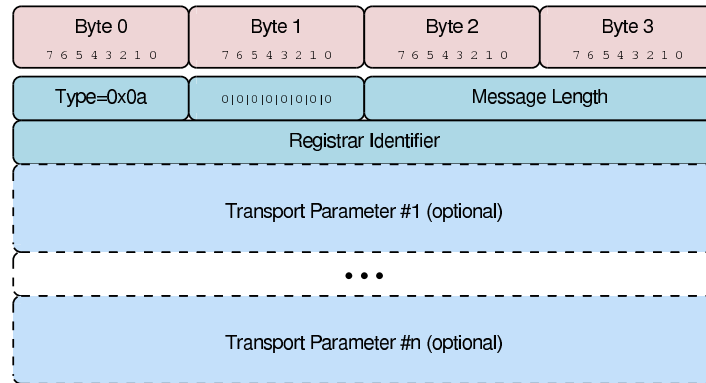 Byte 0 Byte 1 Byte 2 Byte 3
7 6 5 4 3 2 1 0 7 6 5 4 3 2 1 0 7 6 5 4 3 2 1 0 7 6 5 4 3 2 1 0
Type=0x0a 0|0|0|0|0|0|0|0 Message Length
Registrar Identifier
Transport Parameter #1 (optional)
• • •
Transport Parameter #n (optional)